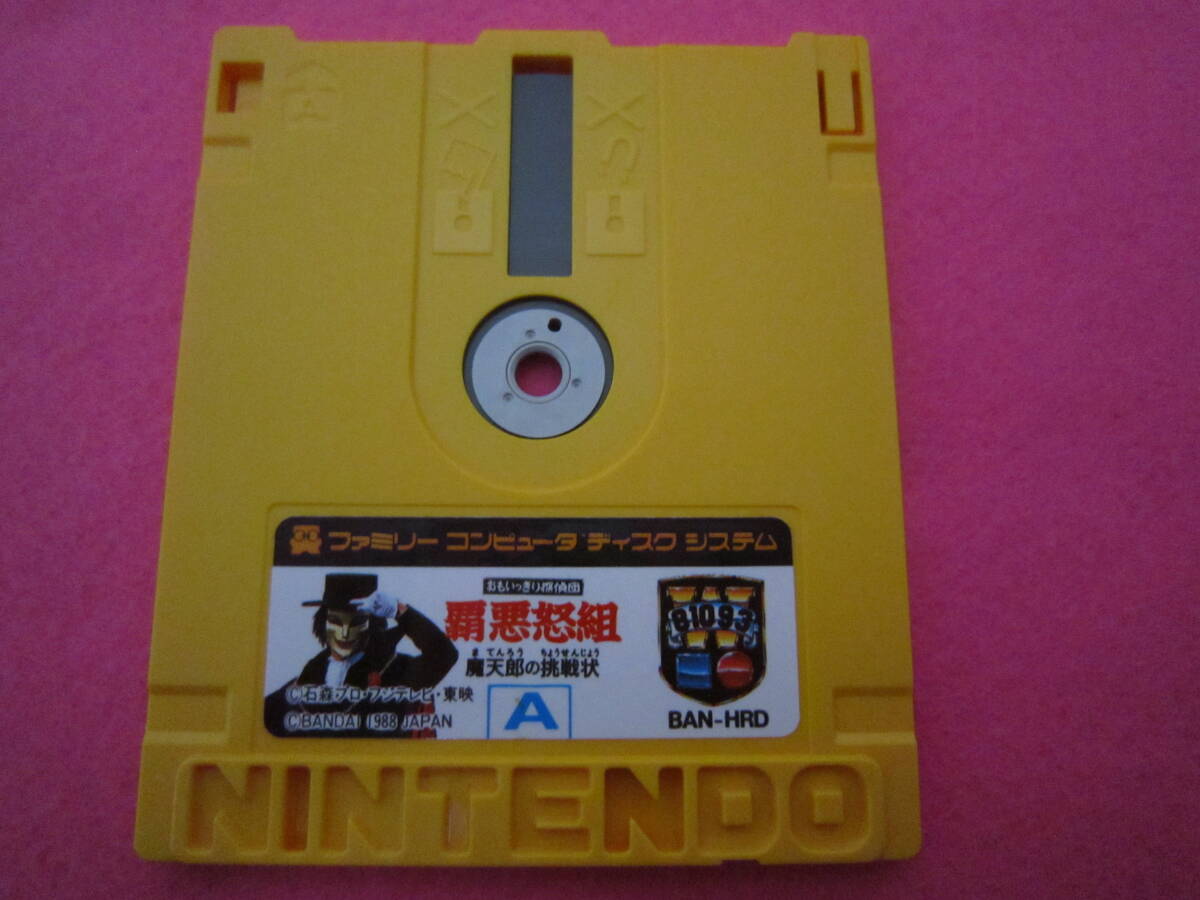 ファミリー コンピュータ ディスク システム
おもいっきり探偵団
覇悪怒組
ま てんろう ちょうせんじょう
魔天郎の挑戦状
81093
©石森プロ・フジテレビ・東映
©BANDAI 1988 JAPAN
A
BAN-HRD
NINTENDO